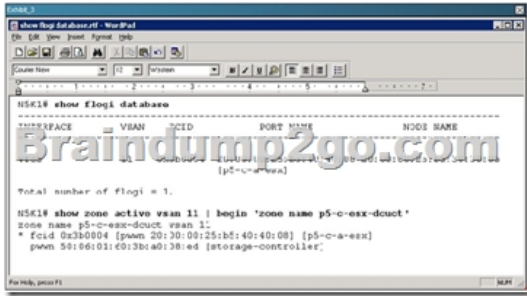 Exhibit_3
show flogi database.rtf - WordPad
File Edit View Insert Format Help
Courier New 12 Western
N5K1# show flogi database
INTERFACE VSAN FCID PORT NAME NODE NAME
Braindump2go.com
[p5-c-a-esx]
Total number of flogi = 1.
N5K1# show zone active vsan 11 | begin 'zone name p5-c-esx-dcuct'
zone name p5-c-esx-dcuct vsan 11
* fcid 0x3b0004 [pwwn 20:00:00:25:b5:40:40:08] [p5-c-a-esx]
pwwn 50:06:01:60:3b:a0:38:ed [storage-controller]
For Help, press F1
NUM